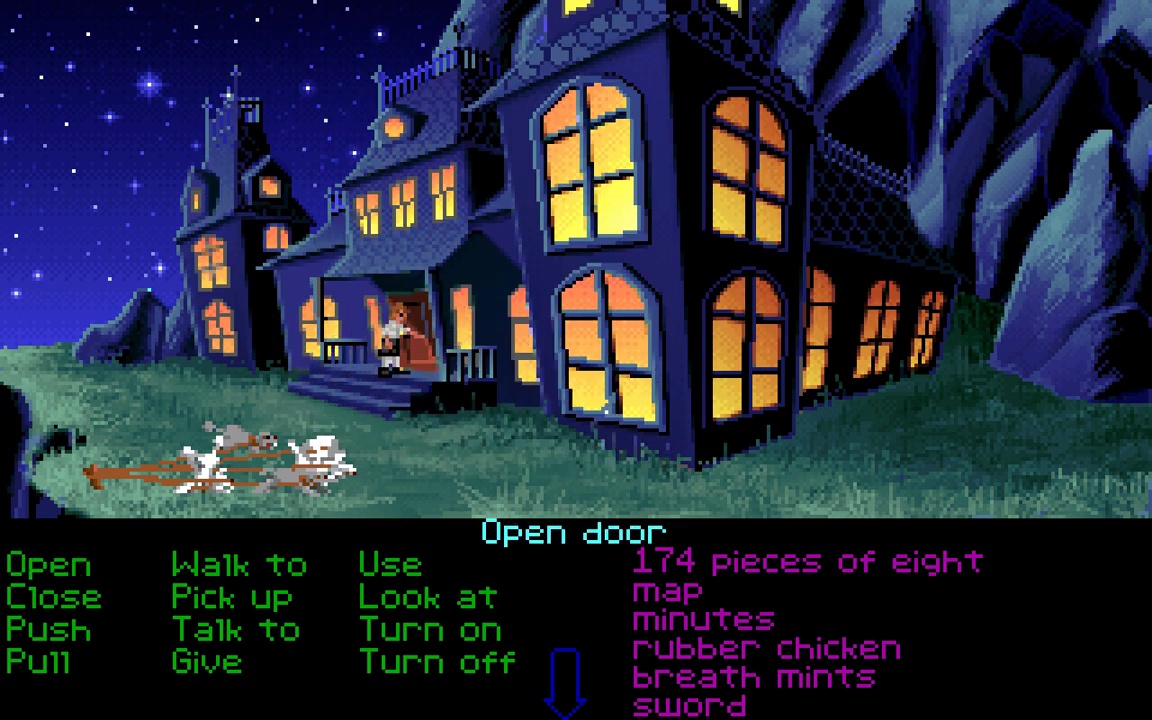 Open door
Open Walk to Use
Close Pick up Look at
Push Talk to Turn on
Pull Give Turn off
174 pieces of eight
map
minutes
rubber chicken
breath mints
sword